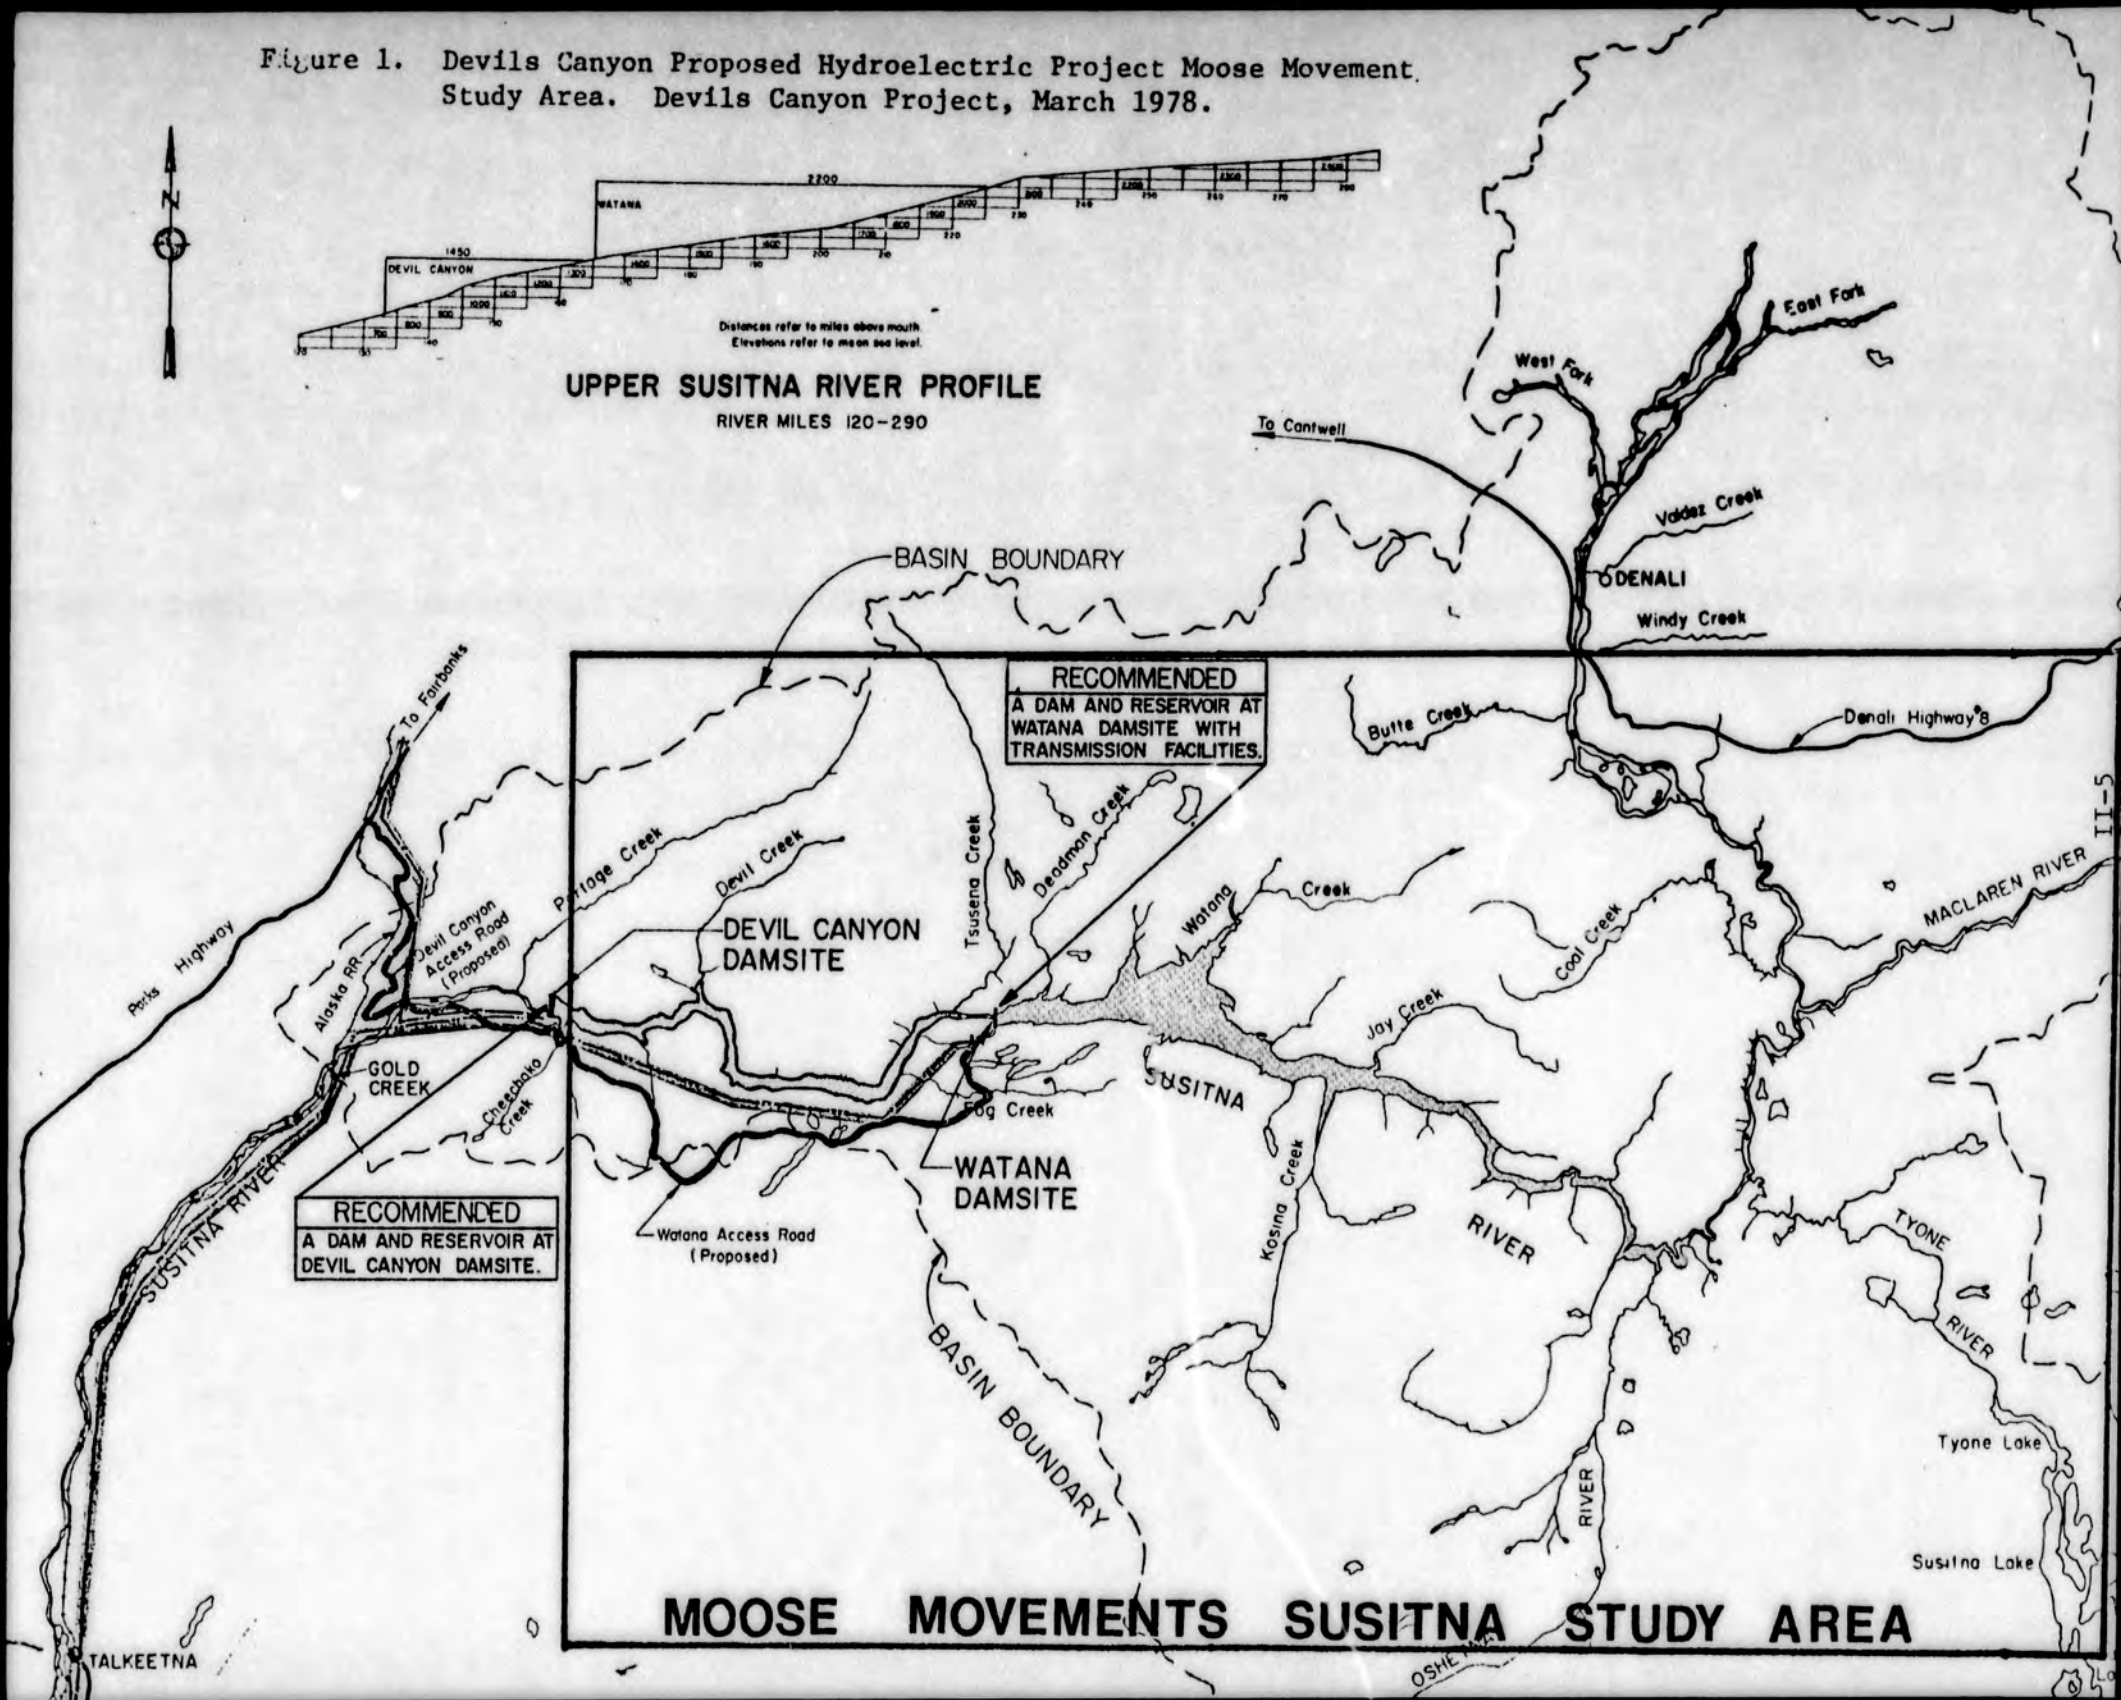 Figure 1. Devils Canyon Proposed Hydroelectric Project Moose Movement
Study Area. Devils Canyon Project, March 1978.
N
2200
WATANA
1450
DEVIL CANYON
Distances refer to miles above mouth.
Elevations refer to mean sea level.
UPPER SUSITNA RIVER PROFILE
RIVER MILES 120-290
To Cantwell
West Fork
East Fork
Valdez Creek
DENALI
Windy Creek
BASIN BOUNDARY
To Fairbanks
RECOMMENDED
A DAM AND RESERVOIR AT
WATANA DAMSITE WITH
TRANSMISSION FACILITIES.
Butte Creek
Denali Highway #8
II-5
Portage Creek
Devil Creek
Tsusena Creek
Deadman Creek
Watana
Creek
Coal Creek
MACLAREN RIVER
Parks Highway
Alaska RR
Devil Canyon
Access Road
(Proposed)
DEVIL CANYON
DAMSITE
Jay Creek
GOLD
CREEK
Cheechako
Creek
Fog Creek
SUSITNA
RIVER
WATANA
DAMSITE
Kosina Creek
TYONE
RIVER
SUSITNA RIVER
RECOMMENDED
A DAM AND RESERVOIR AT
DEVIL CANYON DAMSITE.
Watana Access Road
(Proposed)
BASIN BOUNDARY
Tyone Lake
RIVER
Susitna Lake
MOOSE MOVEMENTS SUSITNA STUDY AREA
TALKEETNA